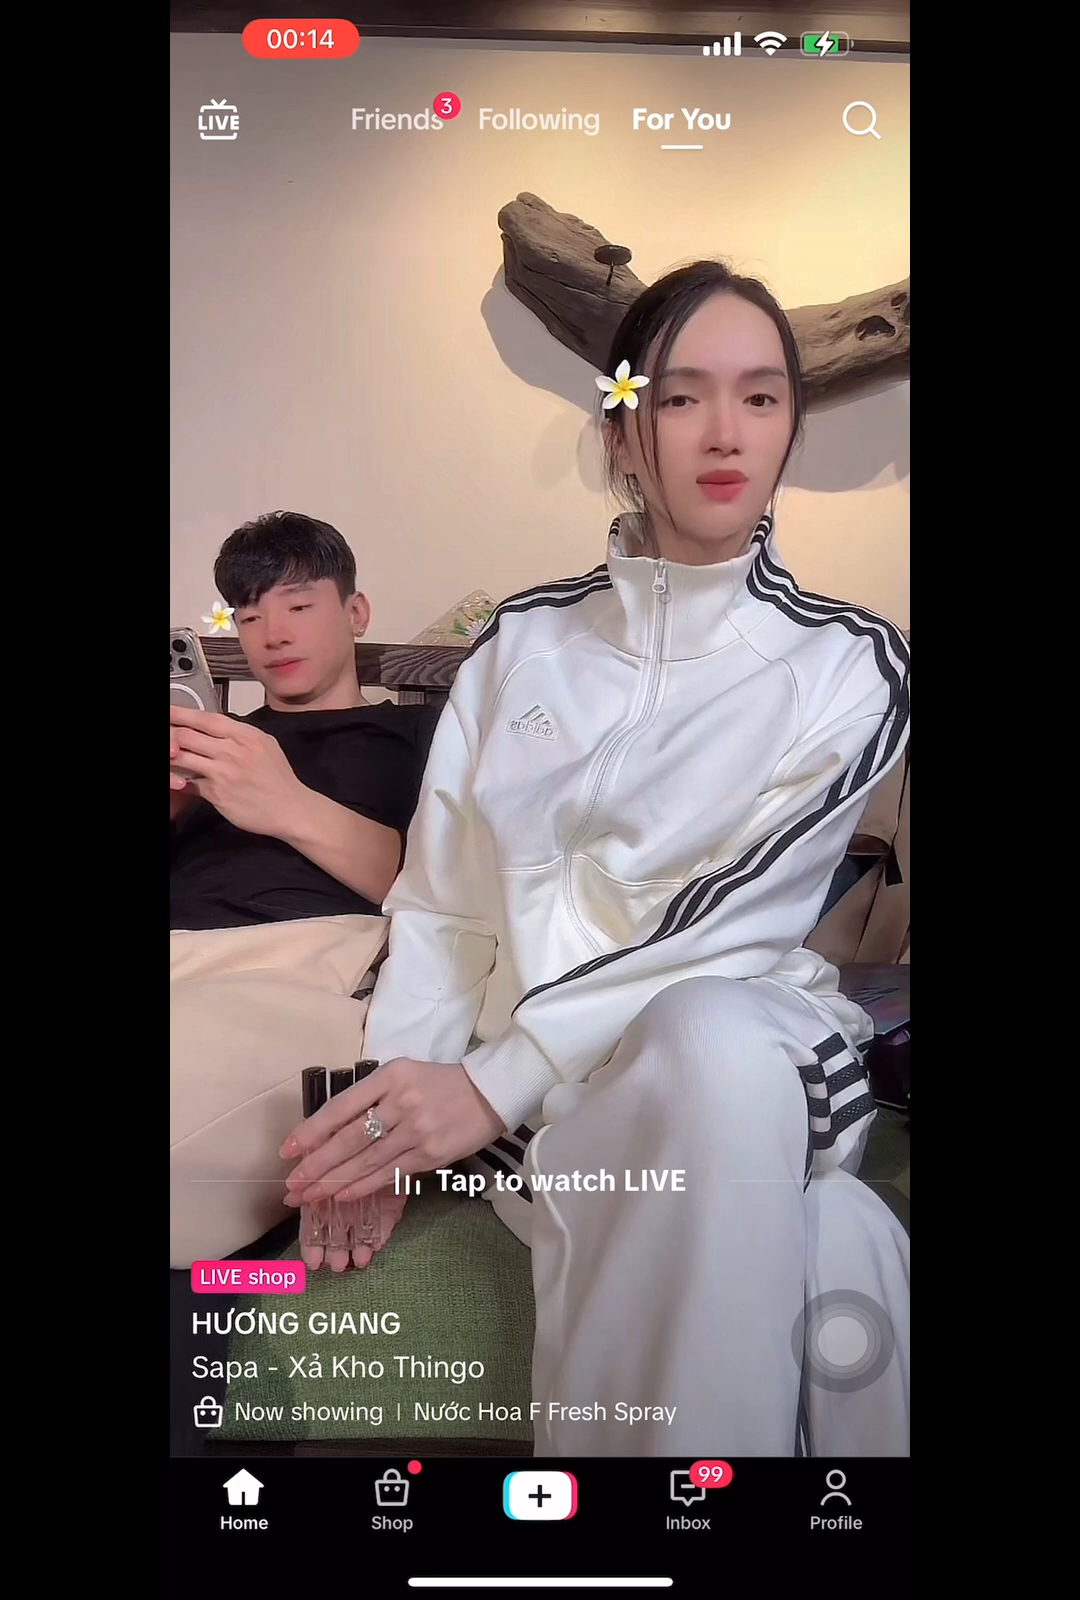 00:14
LIVE
Friends
3
Following
For You
adidas
Tap to watch LIVE
LIVE shop
HƯƠNG GIANG
Sapa - Xả Kho Thingo
Now showing | Nước Hoa F Fresh Spray
Home
Shop
Inbox
99
Profile